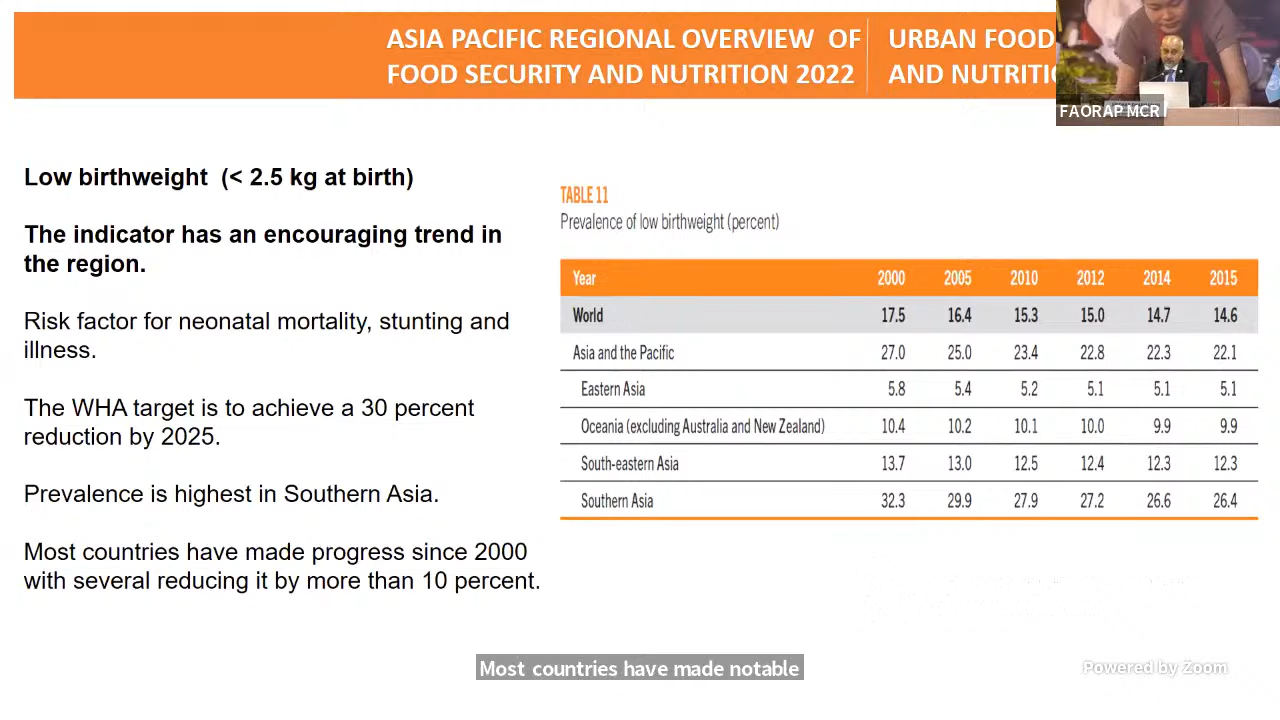 ASIA PACIFIC REGIONAL OVERVIEW OF
FOOD SECURITY AND NUTRITION 2022
URBAN FOOD
AND
FAORAP MCR
Low birthweight (< 2.5 kg at birth)
The indicator has an encouraging trend in
the region.
Risk factor for neonatal mortality, stunting and
illness.
The WHA target is to achieve a 30 percent
reduction by 2025.
Prevalence is highest in Southern Asia.
Most countries have made progress since 2000
with several reducing it by more than 10 percent.
TABLE 11
Prevalence of low birthweight (percent)
Year 2000 2005 2010 2012 2014 2015
World 17.5 16.4 15.3 15.0 14.7 14.6
Asia and the Pacific 27.0 25.0 23.4 22.8 22.3 22.1
Eastern Asia 5.8 5.4 5.2 5.1 5.1 5.1
Oceania (excluding Australia and New Zealand) 10.4 10.2 10.1 10.0 9.9 9.9
South-eastern Asia 13.7 13.0 12.5 12.4 12.3 12.3
Southern Asia 32.3 29.9 27.9 27.2 26.6 26.4
Most countries have made notable
Powered by Zoom